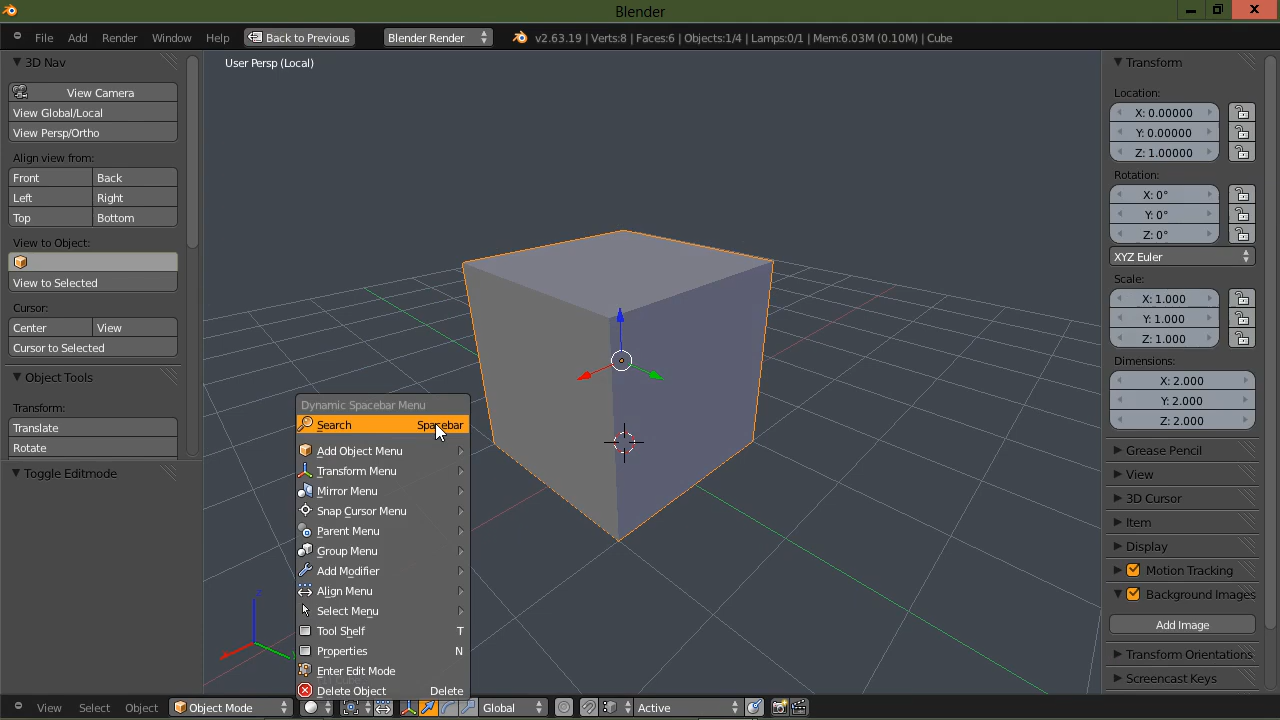 Blender
File Add Render Window Help Back to Previous Blender Render v2.63.19 | Verts:8 | Faces:6 | Objects:1/4 | Lamps:0/1 | Mem:6.03M (0.10M) | Cube
3D Nav
View Camera
View Global/Local
View Persp/Ortho
Align view from:
Front Back
Left Right
Top Bottom
View to Object:
View to Selected
Cursor:
Center View
Cursor to Selected
Object Tools
Transform:
Translate
Rotate
Toggle Editmode
User Persp (Local)
Dynamic Spacebar Menu
Search Spacebar
Add Object Menu
Transform Menu
Mirror Menu
Snap Cursor Menu
Parent Menu
Group Menu
Add Modifier
Align Menu
Select Menu
Tool Shelf T
Properties N
Enter Edit Mode
Delete Object Delete
Transform
Location:
X: 0.00000
Y: 0.00000
Z: 1.00000
Rotation:
X: 0°
Y: 0°
Z: 0°
XYZ Euler
Scale:
X: 1.000
Y: 1.000
Z: 1.000
Dimensions:
X: 2.000
Y: 2.000
Z: 2.000
Grease Pencil
View
3D Cursor
Item
Display
Motion Tracking
Background Images
Add Image
Transform Orientations
Screencast Keys
View Select Object Object Mode Global Active